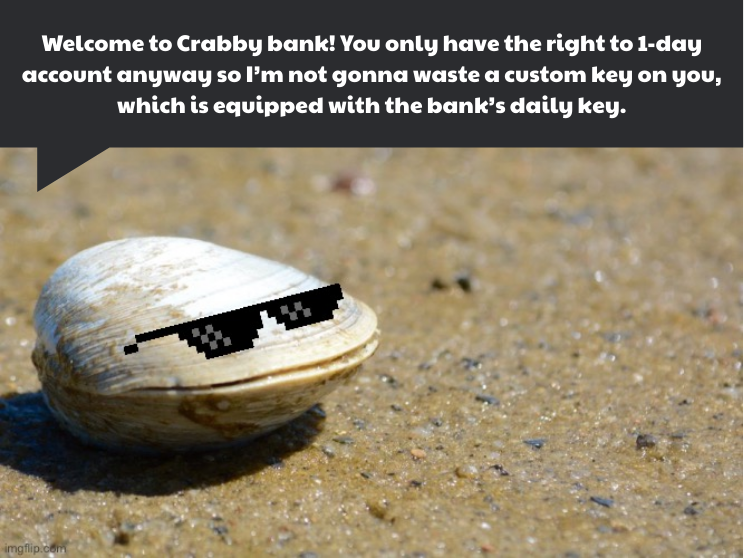 Welcome to Crabby bank! You only have the right to 1-day
account anyway so I'm not gonna waste a custom key on you,
which is equipped with the bank's daily key.
imgflip.com